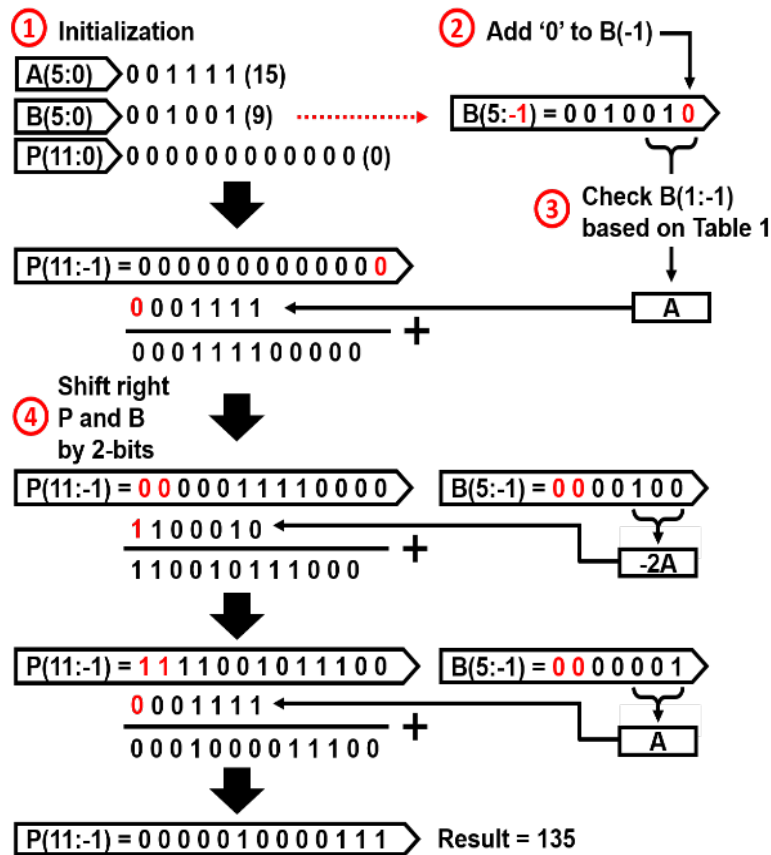 1 Initialization
2 Add '0' to B(-1)
A(5:0) 0 0 1 1 1 1 (15)
B(5:0) 0 0 1 0 0 1 (9)
B(5:-1) = 0 0 1 0 0 1 0
P(11:0) 0 0 0 0 0 0 0 0 0 0 0 0 (0)
3 Check B(1:-1)
based on Table 1
P(11:-1) = 0 0 0 0 0 0 0 0 0 0 0 0 0
0 0 0 1 1 1 1
A
+
0 0 0 1 1 1 1 0 0 0 0 0
4 Shift right
P and B
by 2-bits
P(11:-1) = 0 0 0 0 0 1 1 1 1 0 0 0 0
B(5:-1) = 0 0 0 0 1 0 0
1 1 0 0 0 1 0
+
-2A
1 1 0 0 1 0 1 1 1 0 0 0
P(11:-1) = 1 1 1 1 0 0 1 0 1 1 1 0 0
B(5:-1) = 0 0 0 0 0 0 1
0 0 0 1 1 1 1
+
A
0 0 0 1 0 0 0 0 1 1 1 0 0
P(11:-1) = 0 0 0 0 0 1 0 0 0 0 1 1 1
Result = 135